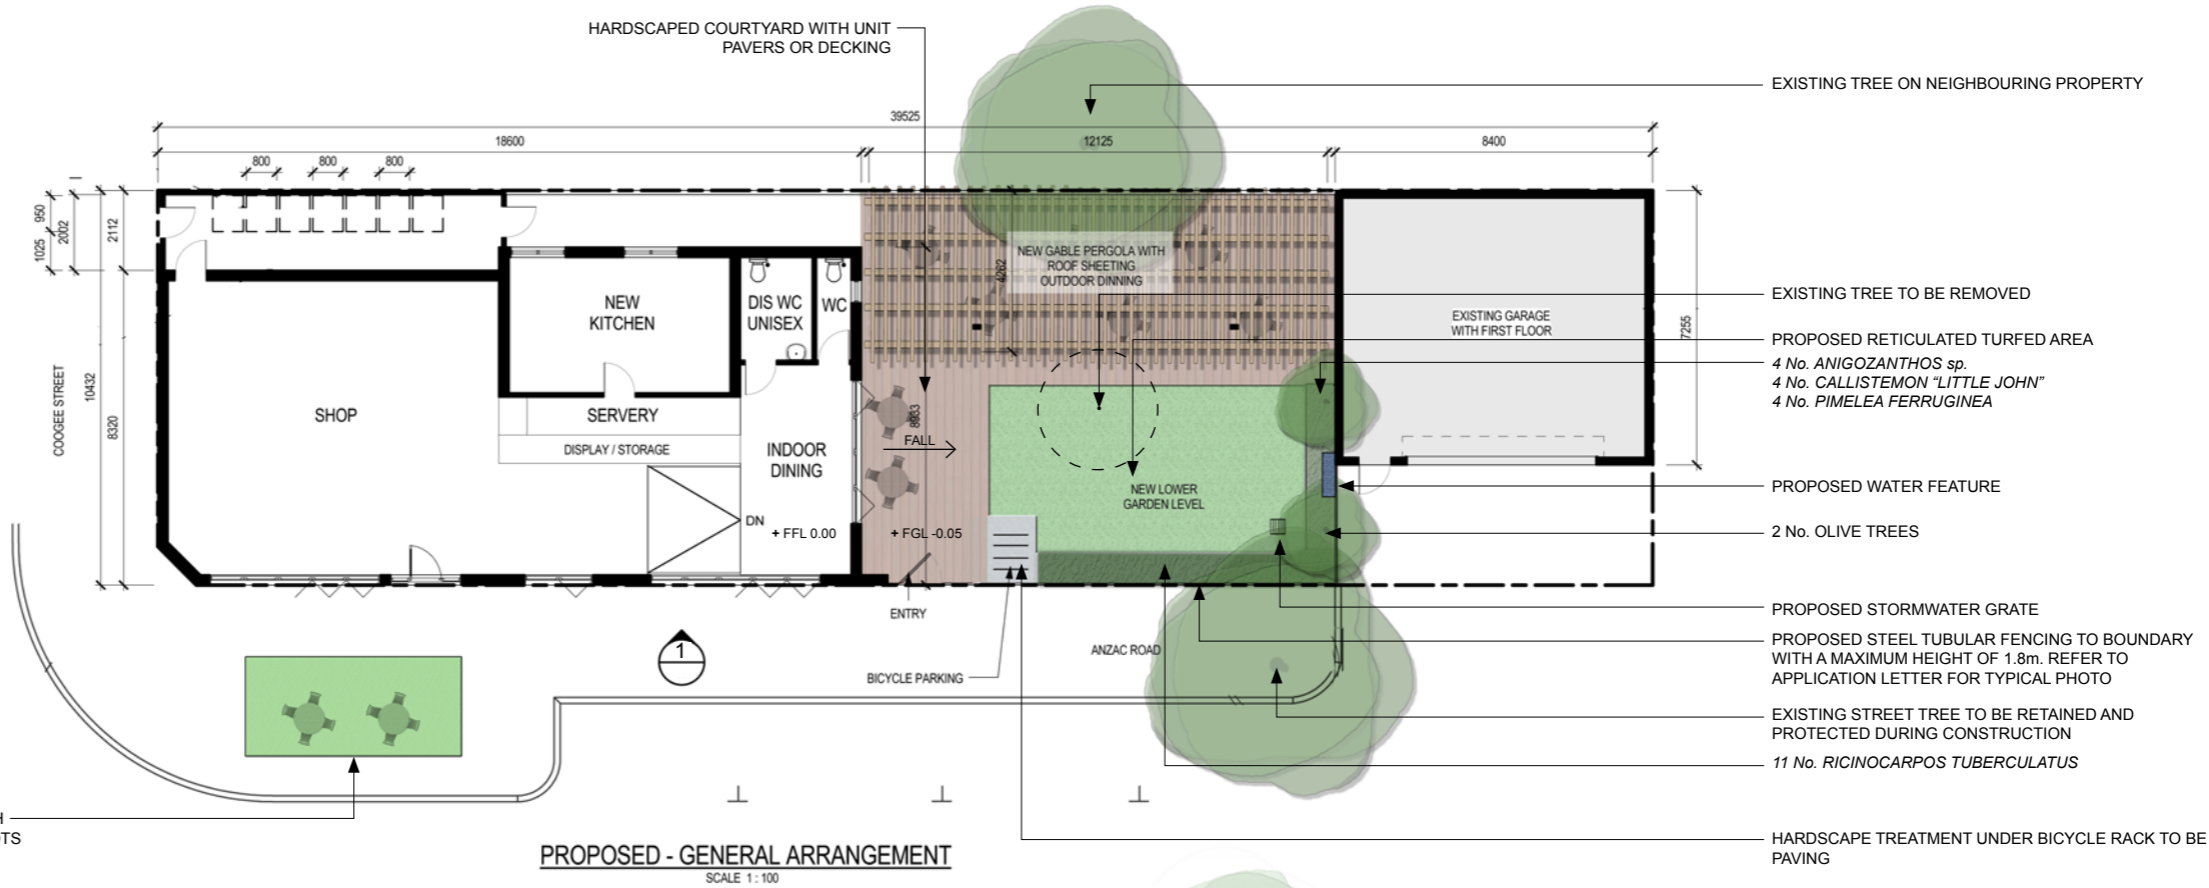 HARDSCAPED COURTYARD WITH UNIT
PAVERS OR DECKING
EXISTING TREE ON NEIGHBOURING PROPERTY
39525
18600
12125
8400
800
800
800
950
1025
2002
2112
10432
8320
COOGEE STREET
NEW
KITCHEN
DIS WC
UNISEX
WC
NEW GABLE PERGOLA WITH
ROOF SHEETING
OUTDOOR DINNING
4262
EXISTING GARAGE
WITH FIRST FLOOR
7255
EXISTING TREE TO BE REMOVED
PROPOSED RETICULATED TURFED AREA
4 No. ANIGOZANTHOS sp.
4 No. CALLISTEMON “LITTLE JOHN”
4 No. PIMELEA FERRUGINEA
SHOP
SERVERY
DISPLAY / STORAGE
INDOOR
DINING
FALL
NEW LOWER
GARDEN LEVEL
PROPOSED WATER FEATURE
DN
+ FFL 0.00
+ FGL -0.05
2 No. OLIVE TREES
ENTRY
PROPOSED STORMWATER GRATE
1
ANZAC ROAD
BICYCLE PARKING
PROPOSED STEEL TUBULAR FENCING TO BOUNDARY
WITH A MAXIMUM HEIGHT OF 1.8m. REFER TO
APPLICATION LETTER FOR TYPICAL PHOTO
EXISTING STREET TREE TO BE RETAINED AND
PROTECTED DURING CONSTRUCTION
11 No. RICINOCARPOS TUBERCULATUS
HARDSCAPE TREATMENT UNDER BICYCLE RACK TO BE
PAVING
PROPOSED - GENERAL ARRANGEMENT
SCALE 1 : 100